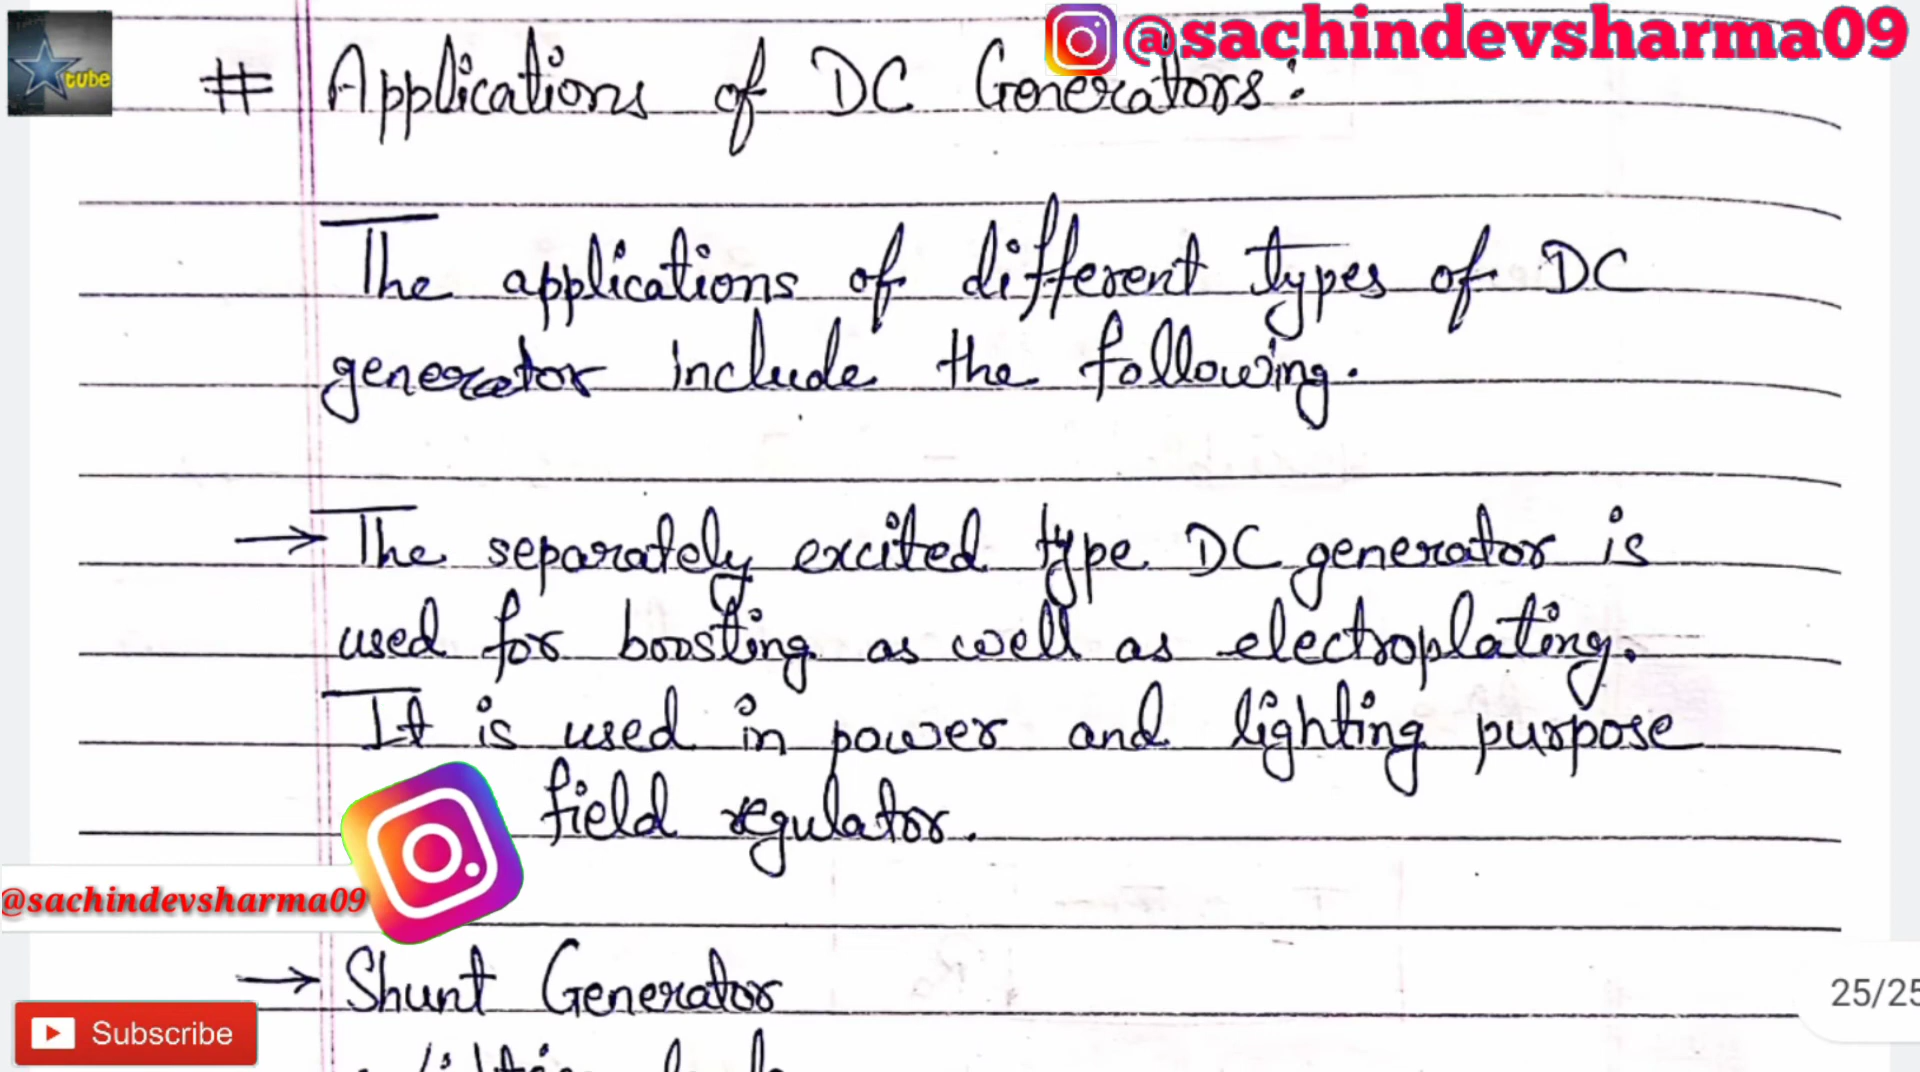 tube
@sachindevsharma09
# Applications of DC Generators:
The applications of different types of DC
generator include the following.
→ The separately excited type DC generator is
used for boosting as well as electroplating.
It is used in power and lighting purpose
field regulator.
@sachindevsharma09
→ Shunt Generator
25/25
Subscribe